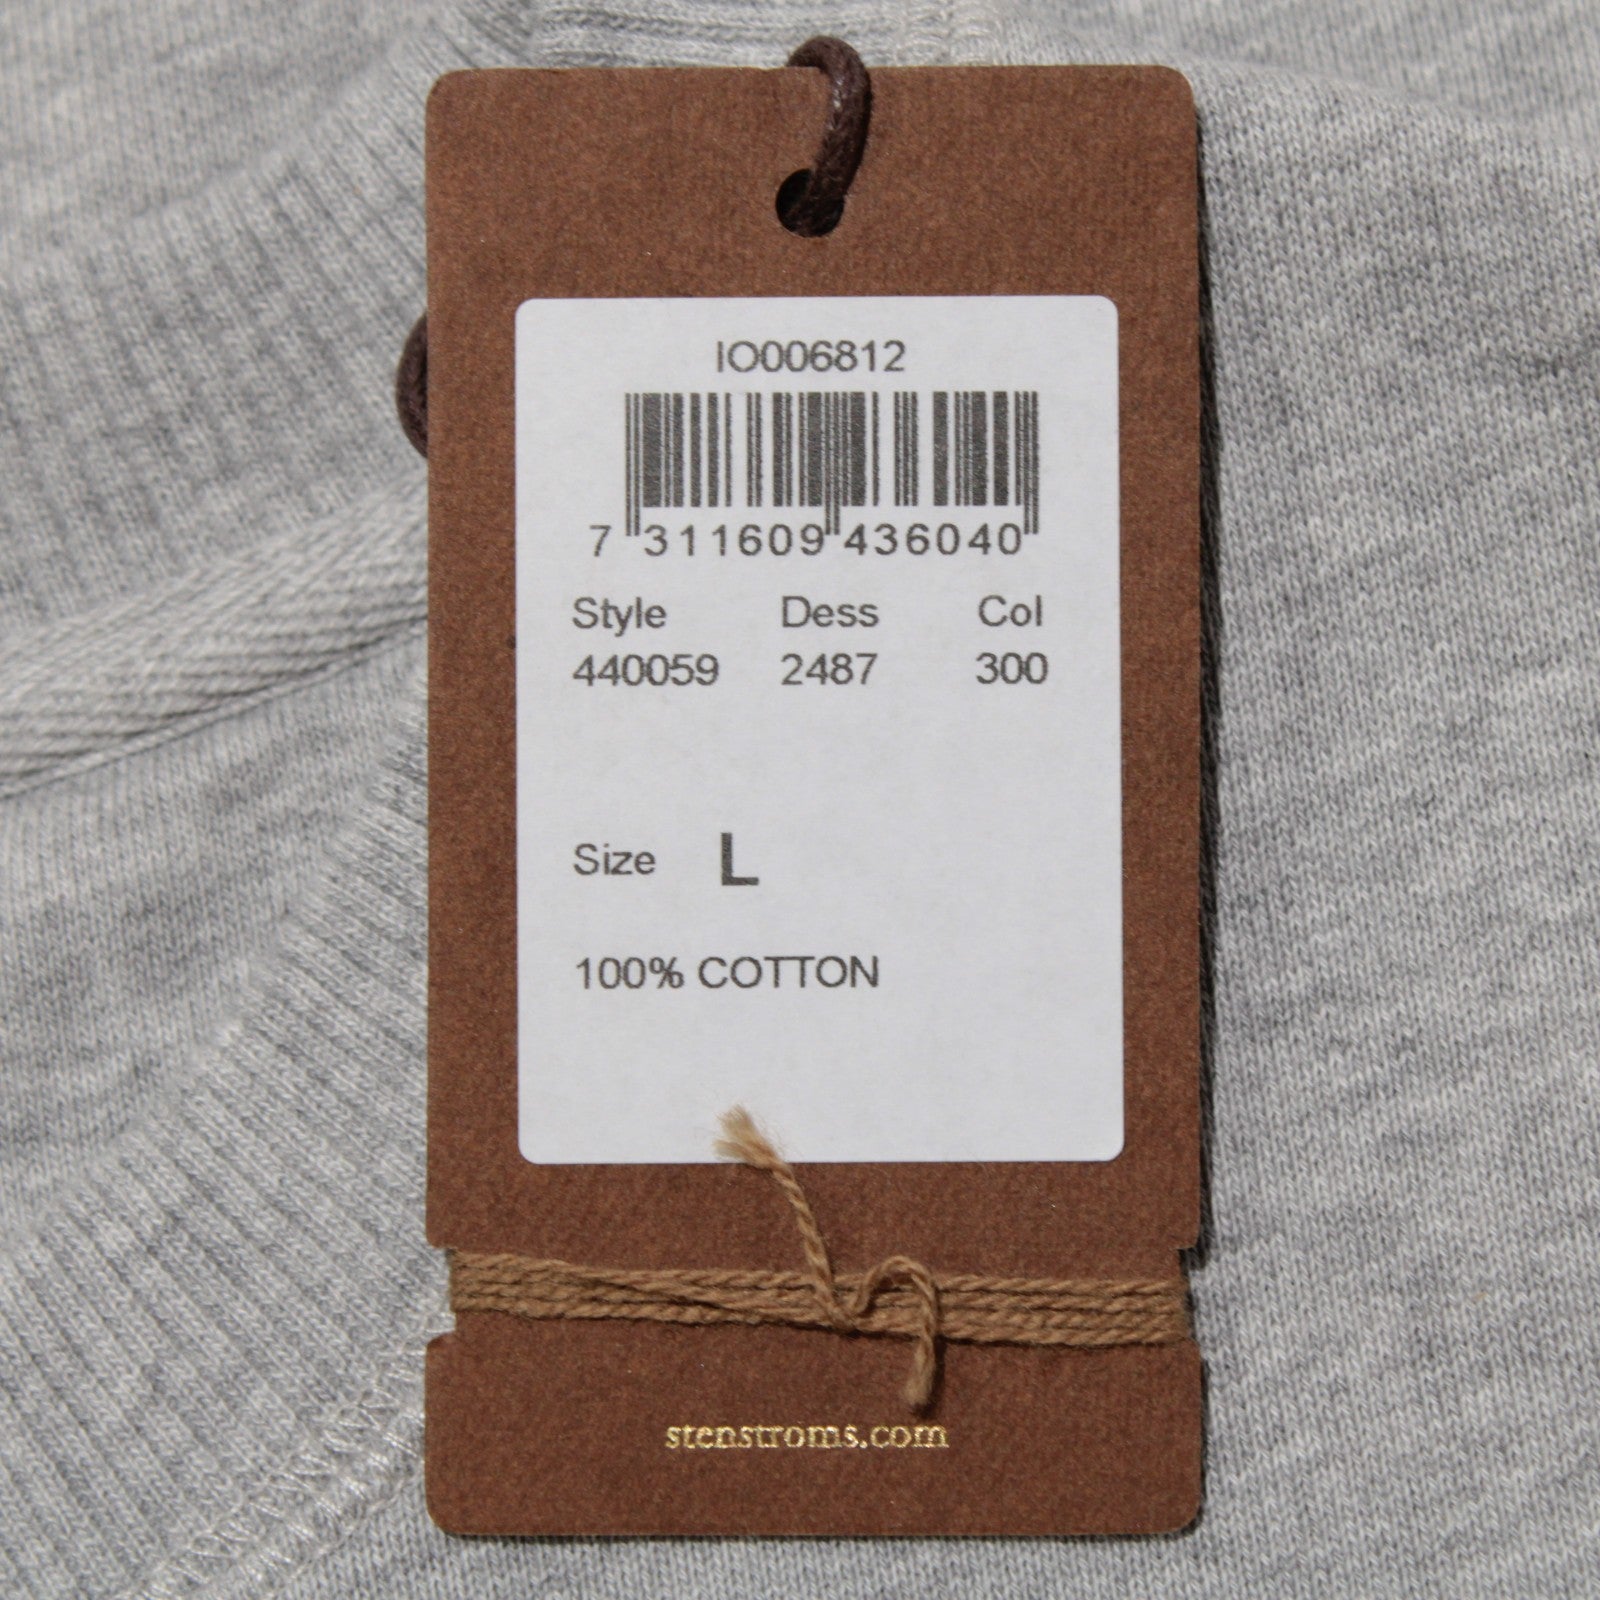 IO006812
7 311609 436040
Style Dess Col
440059 2487 300
Size L
100% COTTON
stenstroms.com